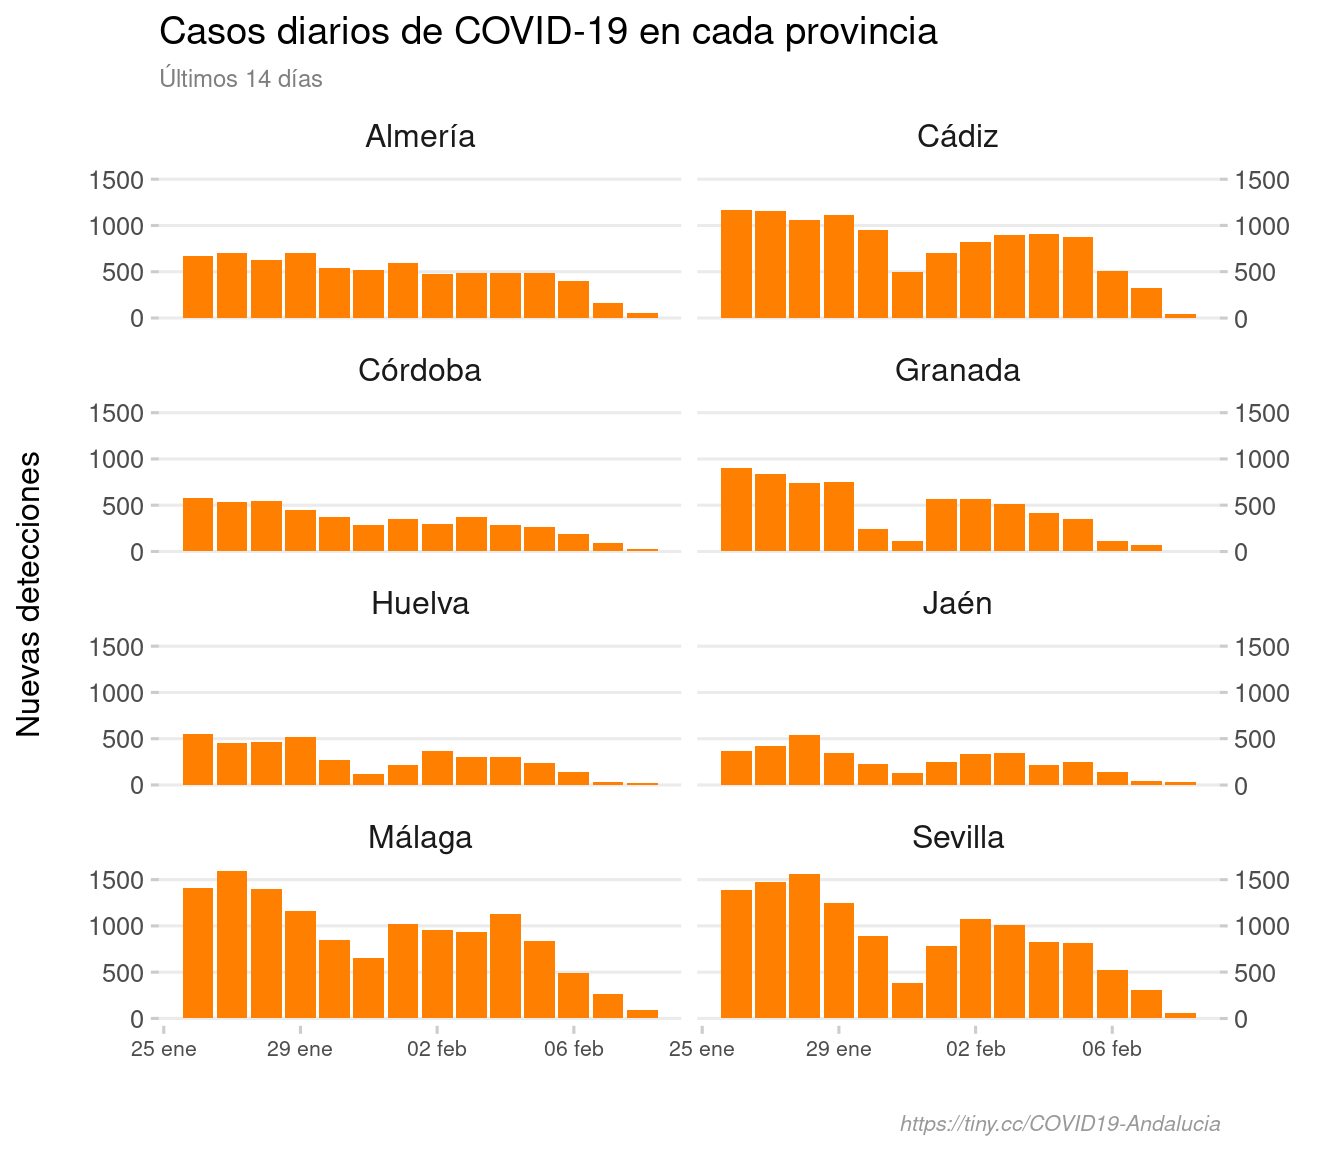 Casos diarios de COVID-19 en cada provincia
Últimos 14 días
Almería
Cádiz
1500
1000
500
0
1500
1000
500
0
Córdoba
Granada
1500
1000
500
0
1500
1000
500
0
Huelva
Jaén
1500
1000
500
0
1500
1000
500
0
Málaga
Sevilla
1500
1000
500
0
1500
1000
500
0
25 ene 29 ene 02 feb 06 feb
25 ene 29 ene 02 feb 06 feb
Nuevas detecciones
https://tiny.cc/COVID19-Andalucia